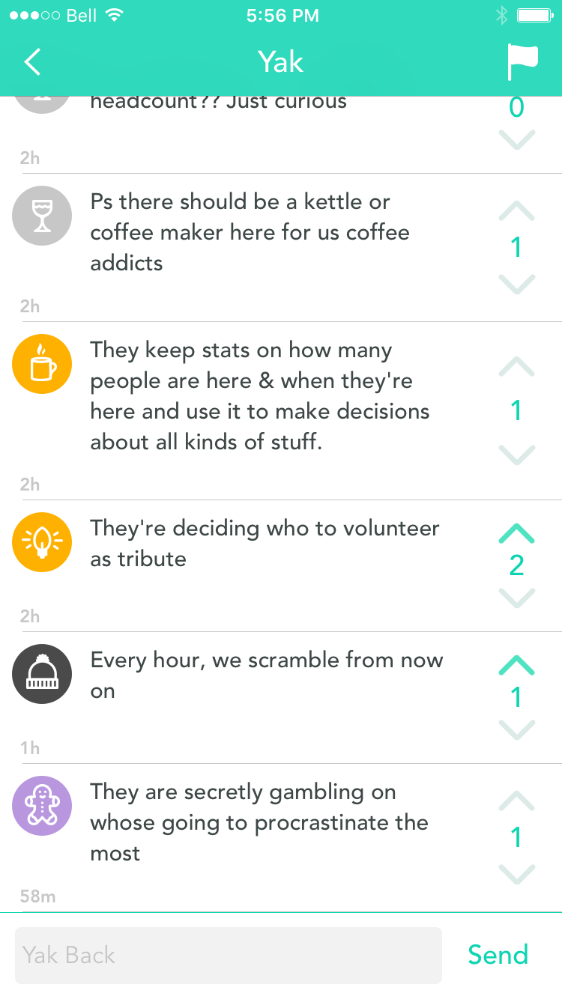 Bell
5:56 PM
Yak
headcount?? Just curious
0
2h
Ps there should be a kettle or
coffee maker here for us coffee
addicts
1
2h
They keep stats on how many
people are here & when they're
here and use it to make decisions
about all kinds of stuff.
1
2h
They're deciding who to volunteer
as tribute
2
2h
Every hour, we scramble from now
on
1
1h
They are secretly gambling on
whose going to procrastinate the
most
1
58m
Yak Back
Send